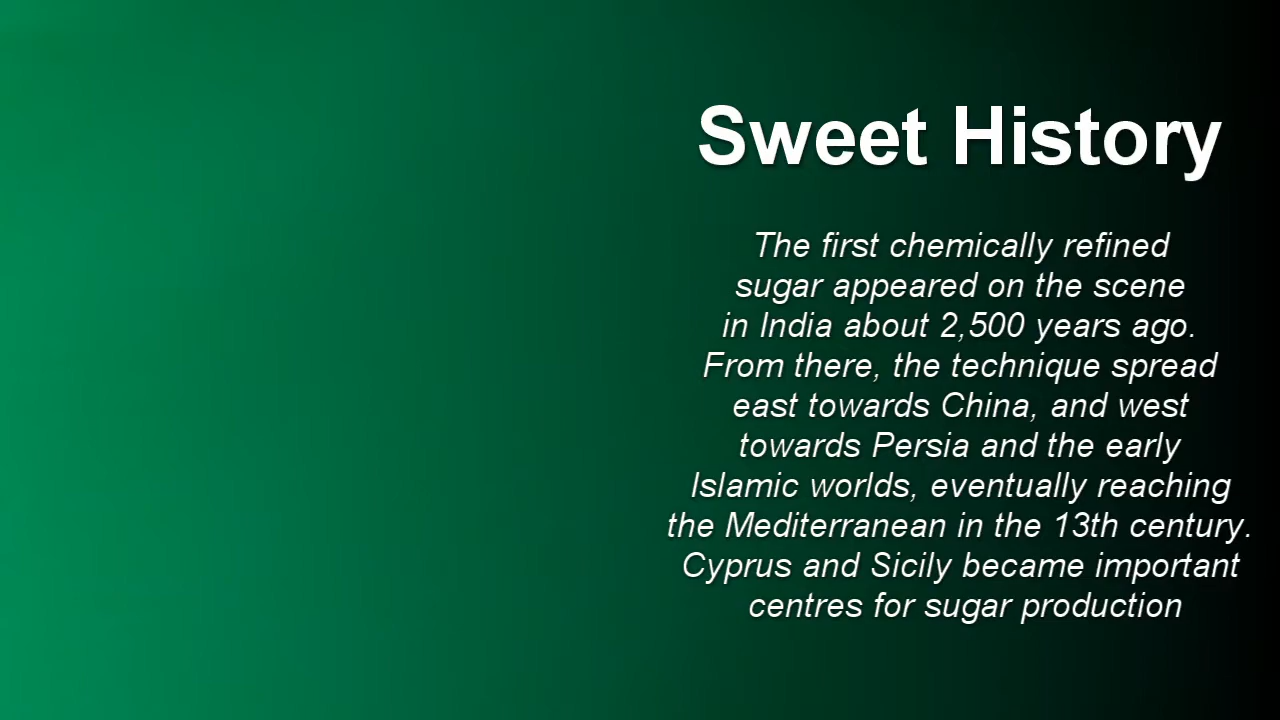 Sweet History
The first chemically refined
sugar appeared on the scene
in India about 2,500 years ago.
From there, the technique spread
east towards China, and west
towards Persia and the early
Islamic worlds, eventually reaching
the Mediterranean in the 13th century.
Cyprus and Sicily became important
centres for sugar production